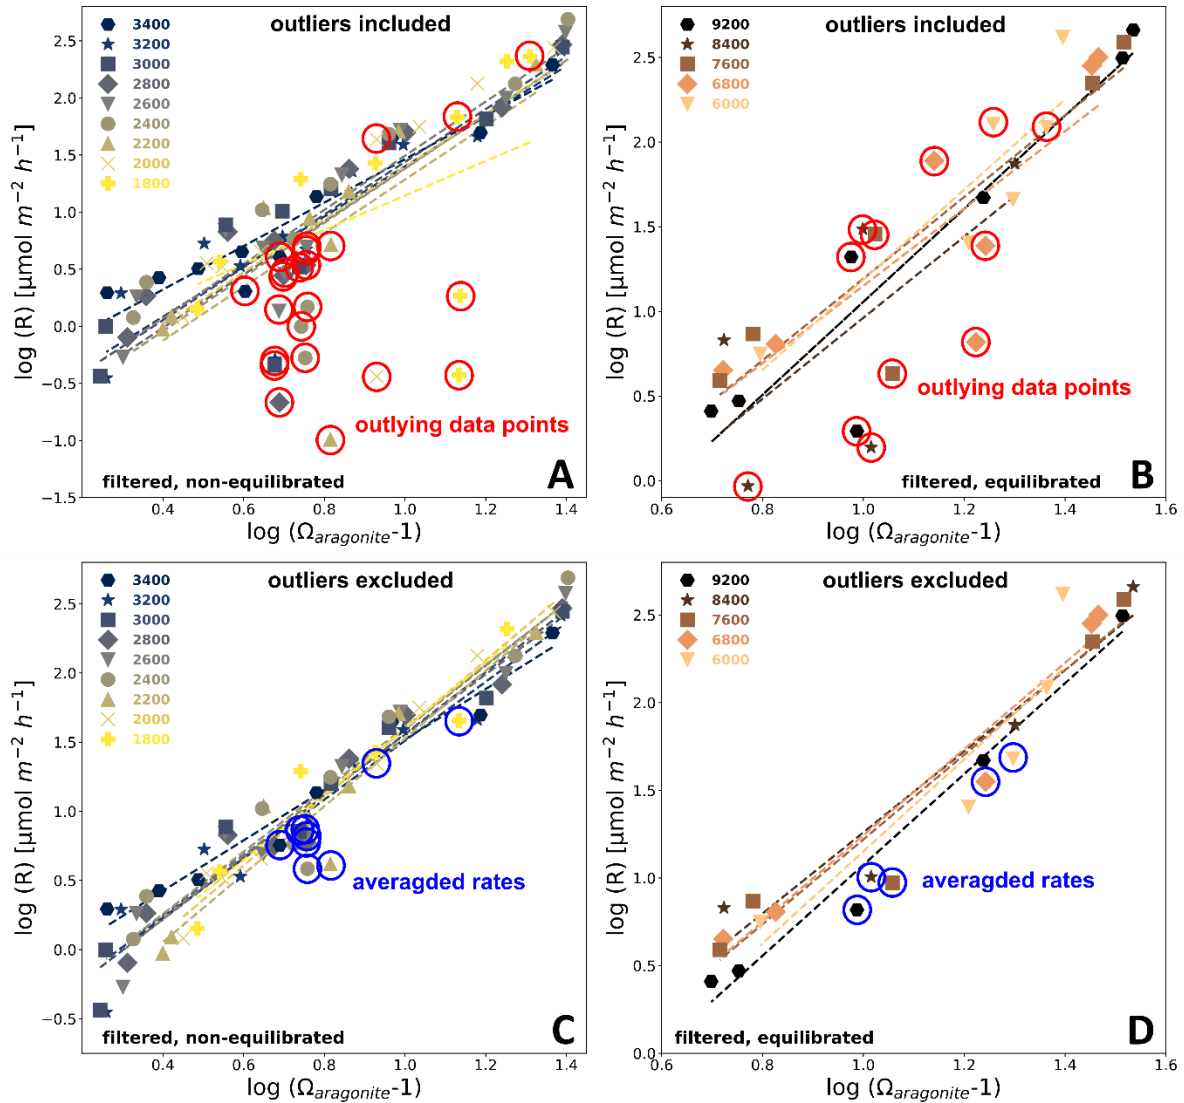 outliers included
3400
3200
3000
2800
2600
2400
2200
2000
1800
log (R) [μmol m⁻² h⁻¹]
2.5
2.0
1.5
1.0
0.5
0.0
−0.5
−1.0
−1.5
outlying data points
filtered, non-equilibrated
A
0.4 0.6 0.8 1.0 1.2 1.4
log (Ωaragonite-1)
outliers included
9200
8400
7600
6800
6000
log (R) [μmol m⁻² h⁻¹]
2.5
2.0
1.5
1.0
0.5
0.0
outlying data points
filtered, equilibrated
B
0.6 0.8 1.0 1.2 1.4 1.6
log (Ωaragonite-1)
outliers excluded
3400
3200
3000
2800
2600
2400
2200
2000
1800
log (R) [μmol m⁻² h⁻¹]
2.5
2.0
1.5
1.0
0.5
0.0
−0.5
averagded rates
filtered, non-equilibrated
C
0.4 0.6 0.8 1.0 1.2 1.4
log (Ωaragonite-1)
outliers excluded
9200
8400
7600
6800
6000
log (R) [μmol m⁻² h⁻¹]
2.5
2.0
1.5
1.0
0.5
0.0
averagded rates
filtered, equilibrated
D
0.6 0.8 1.0 1.2 1.4 1.6
log (Ωaragonite-1)